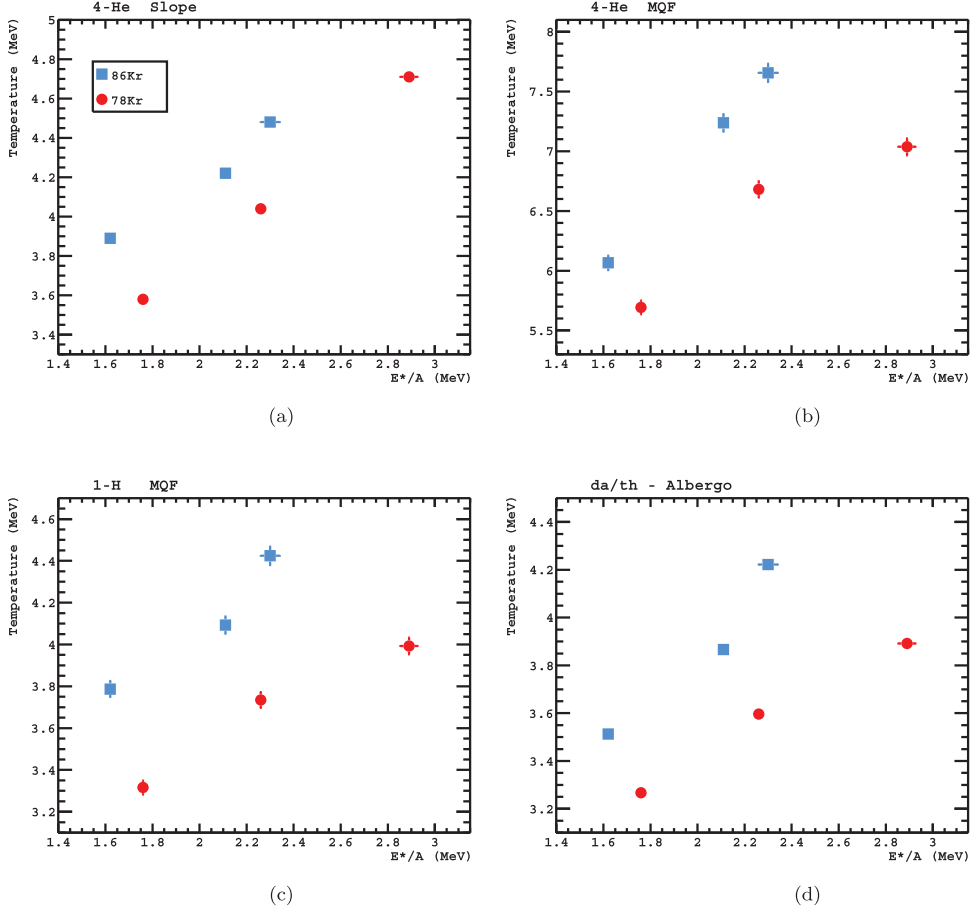 4-He Slope
Temperature (MeV)
5
4.8
4.6
4.4
4.2
4
3.8
3.6
3.4
86Kr
78Kr
1.4 1.6 1.8 2 2.2 2.4 2.6 2.8 3
E*/A (MeV)
(a)
4-He MQF
Temperature (MeV)
8
7.5
7
6.5
6
5.5
1.4 1.6 1.8 2 2.2 2.4 2.6 2.8 3
E*/A (MeV)
(b)
1-H MQF
Temperature (MeV)
4.6
4.4
4.2
4
3.8
3.6
3.4
3.2
1.4 1.6 1.8 2 2.2 2.4 2.6 2.8 3
E*/A (MeV)
(c)
da/th - Albergo
Temperature (MeV)
4.4
4.2
4
3.8
3.6
3.4
3.2
1.4 1.6 1.8 2 2.2 2.4 2.6 2.8 3
E*/A (MeV)
(d)